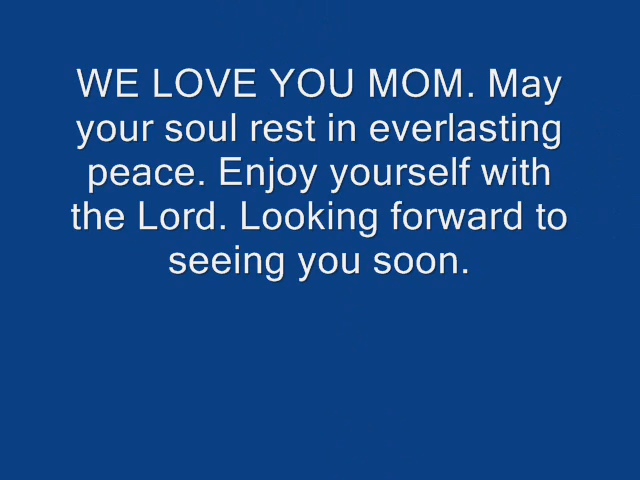 WE LOVE YOU MOM. May
your soul rest in everlasting
peace. Enjoy yourself with
the Lord. Looking forward to
seeing you soon.